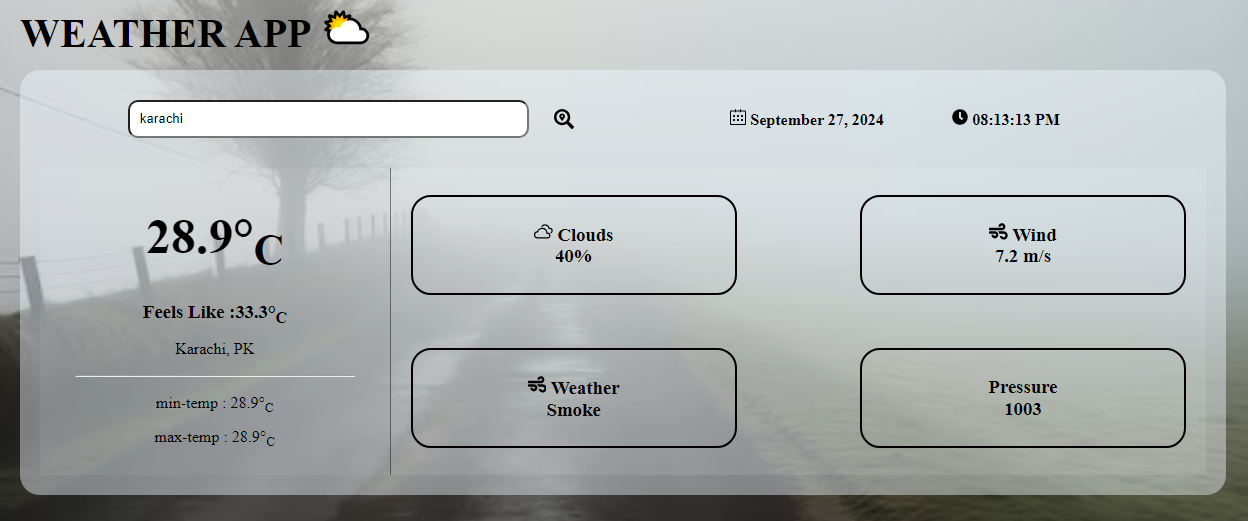 WEATHER APP
karachi
September 27, 2024
08:13:13 PM
28.9°C
Feels Like :33.3°C
Karachi, PK
min-temp : 28.9°C
max-temp : 28.9°C
Clouds
40%
Wind
7.2 m/s
Weather
Smoke
Pressure
1003